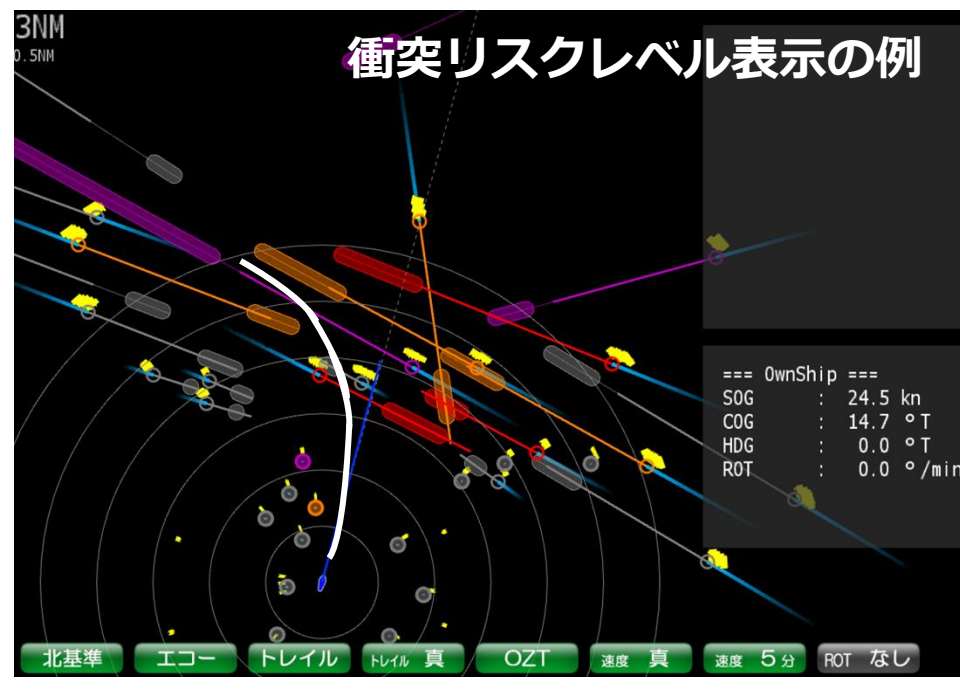 3NM
0.5NM
衝突リスクレベル表示の例
=== OwnShip ===
SOG : 24.5 kn
COG : 14.7 °T
HDG : 0.0 °T
ROT : 0.0 °/min
北基準 エコー トレイル トレイル 真 OZT 速度 真 速度 5分 ROT なし